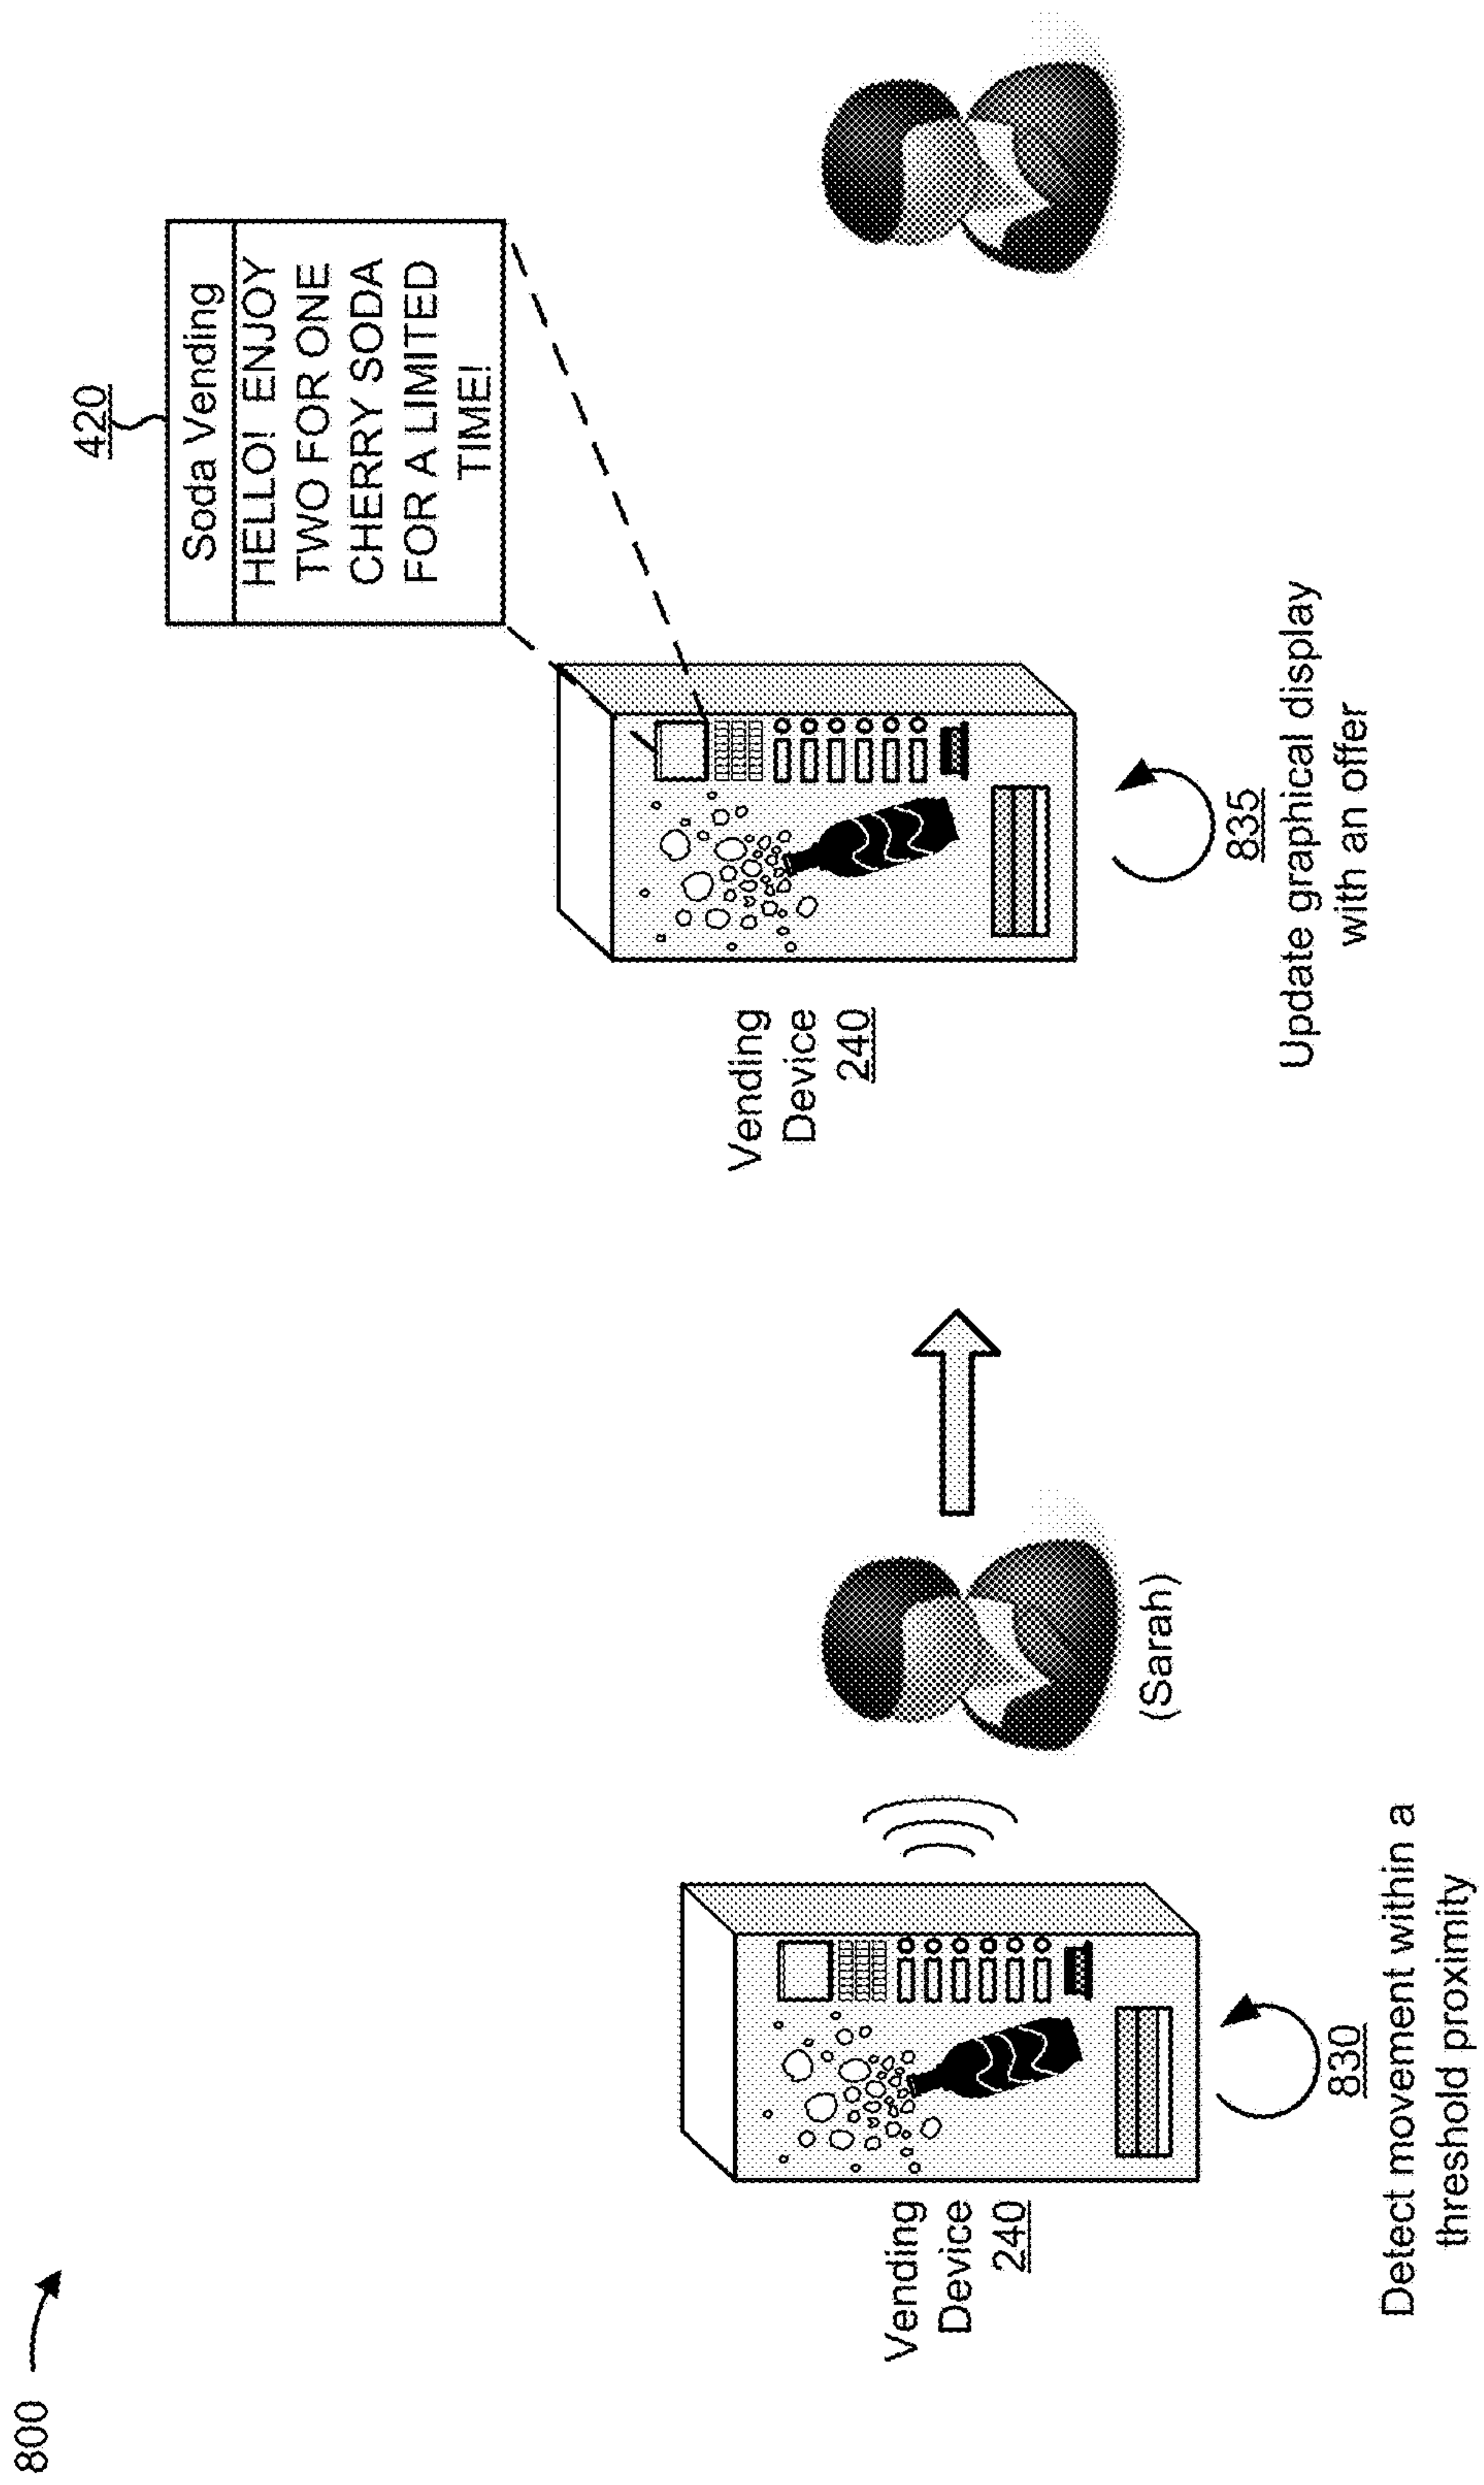 800
Vending
Device
240
(Sarah)
830
Detect movement within a
threshold proximity
420
Soda Vending
HELLO! ENJOY
TWO FOR ONE
CHERRY SODA
FOR A LIMITED
TIME!
Vending
Device
240
835
Update graphical display
with an offer